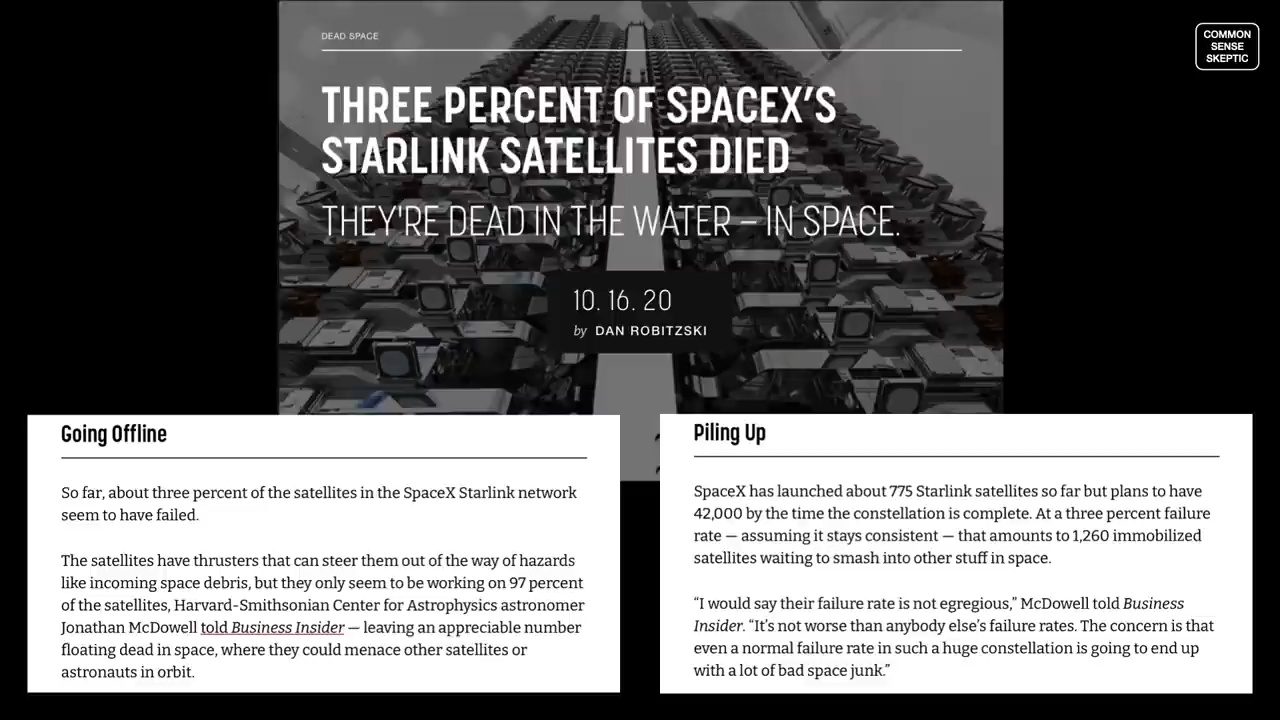 DEAD SPACE
COMMON
SENSE
SKEPTIC
THREE PERCENT OF SPACEX'S
STARLINK SATELLITES DIED
THEY'RE DEAD IN THE WATER — IN SPACE.
10. 16. 20
by DAN ROBITZSKI
Going Offline
So far, about three percent of the satellites in the SpaceX Starlink network
seem to have failed.
The satellites have thrusters that can steer them out of the way of hazards
like incoming space debris, but they only seem to be working on 97 percent
of the satellites, Harvard-Smithsonian Center for Astrophysics astronomer
Jonathan McDowell told Business Insider — leaving an appreciable number
floating dead in space, where they could menace other satellites or
astronauts in orbit.
Piling Up
SpaceX has launched about 775 Starlink satellites so far but plans to have
42,000 by the time the constellation is complete. At a three percent failure
rate — assuming it stays consistent — that amounts to 1,260 immobilized
satellites waiting to smash into other stuff in space.
“I would say their failure rate is not egregious,” McDowell told Business
Insider. “It’s not worse than anybody else’s failure rates. The concern is that
even a normal failure rate in such a huge constellation is going to end up
with a lot of bad space junk.”